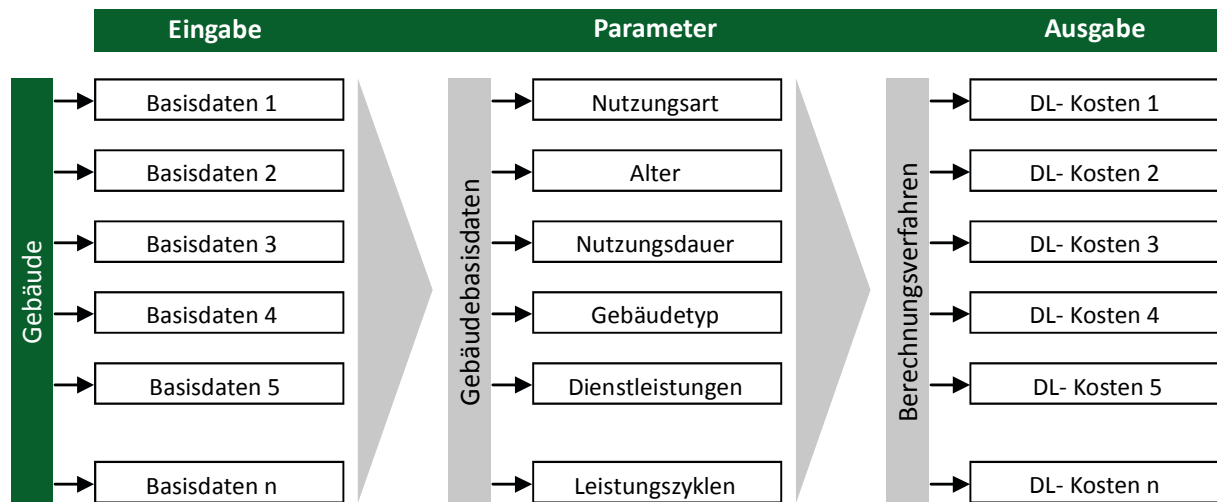 Eingabe
Parameter
Ausgabe
Gebäude
Basisdaten 1
Basisdaten 2
Basisdaten 3
Basisdaten 4
Basisdaten 5
Basisdaten n
Gebäudebasisdaten
Nutzungsart
Alter
Nutzungsdauer
Gebäudetyp
Dienstleistungen
Leistungszyklen
Berechnungsverfahren
DL- Kosten 1
DL- Kosten 2
DL- Kosten 3
DL- Kosten 4
DL- Kosten 5
DL- Kosten n